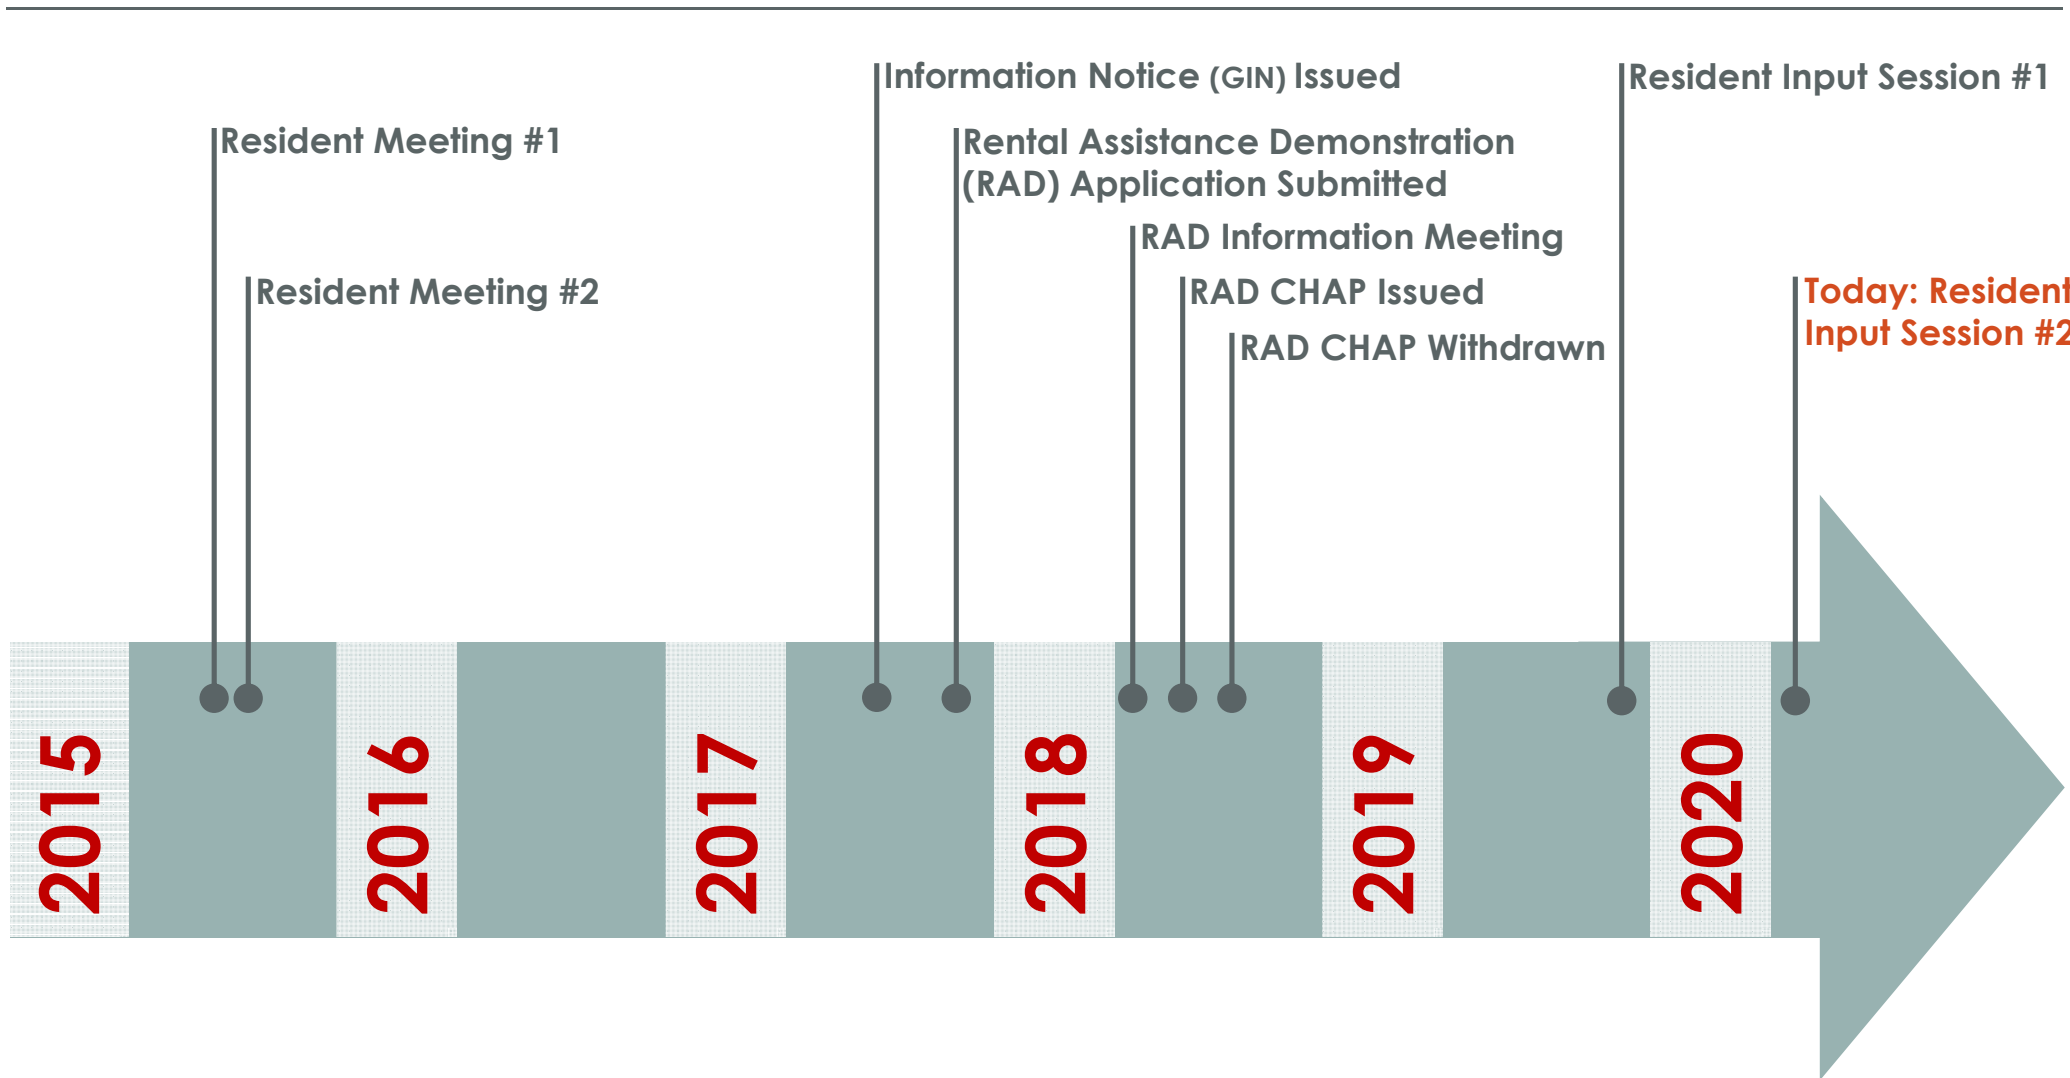 Information Notice (GIN) Issued
Resident Input Session #1
Resident Meeting #1
Rental Assistance Demonstration
(RAD) Application Submitted
RAD Information Meeting
Resident Meeting #2
RAD CHAP Issued
Today: Resident
Input Session #2
RAD CHAP Withdrawn
2015
2016
2017
2018
2019
2020